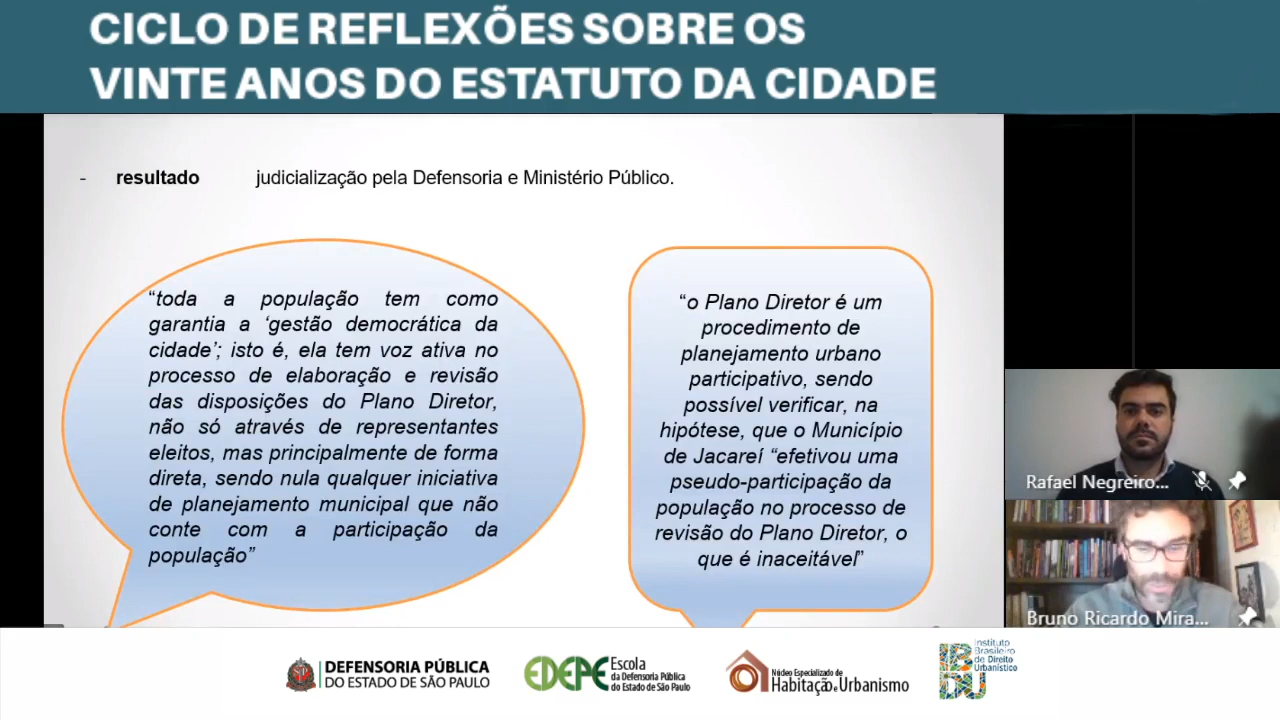 CICLO DE REFLEXÕES SOBRE OS
VINTE ANOS DO ESTATUTO DA CIDADE
- resultado judicialização pela Defensoria e Ministério Público.
“toda a população tem como
garantia a ‘gestão democrática da
cidade’; isto é, ela tem voz ativa no
processo de elaboração e revisão
das disposições do Plano Diretor,
não só através de representantes
eleitos, mas principalmente de forma
direta, sendo nula qualquer iniciativa
de planejamento municipal que não
conte com a participação da
população”
“o Plano Diretor é um
procedimento de
planejamento urbano
participativo, sendo
possível verificar, na
hipótese, que o Município
de Jacareí “efetivou uma
pseudo-participação da
população no processo de
revisão do Plano Diretor, o
que é inaceitável”
Rafael Negreiro...
Bruno Ricardo Mira...
DEFENSORIA PÚBLICA
DO ESTADO DE SÃO PAULO
EDEPE
Escola
da Defensoria Pública
do Estado de São Paulo
Núcleo Especializado de
Habitação e Urbanismo
IBDU
Instituto
Brasileiro
de Direito
Urbanístico